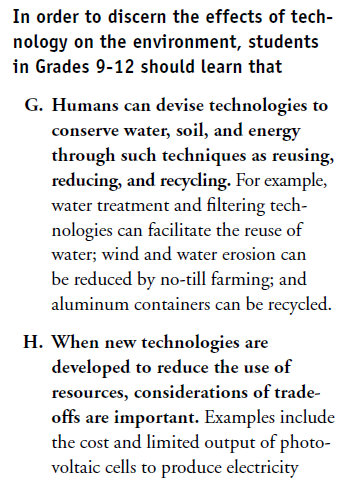 In order to discern the effects of tech-
nology on the environment, students
in Grades 9-12 should learn that
G. Humans can devise technologies to
conserve water, soil, and energy
through such techniques as reusing,
reducing, and recycling. For example,
water treatment and filtering tech-
nologies can facilitate the reuse of
water; wind and water erosion can
be reduced by no-till farming; and
aluminum containers can be recycled.
H. When new technologies are
developed to reduce the use of
resources, considerations of trade-
offs are important. Examples include
the cost and limited output of photo-
voltaic cells to produce electricity